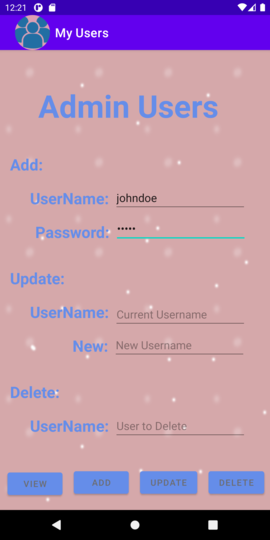 12:21
My Users
Admin Users
Add:
UserName: johndoe
Password: •••••
Update:
UserName: Current Username
New: New Username
Delete:
UserName: User to Delete
VIEW ADD UPDATE DELETE